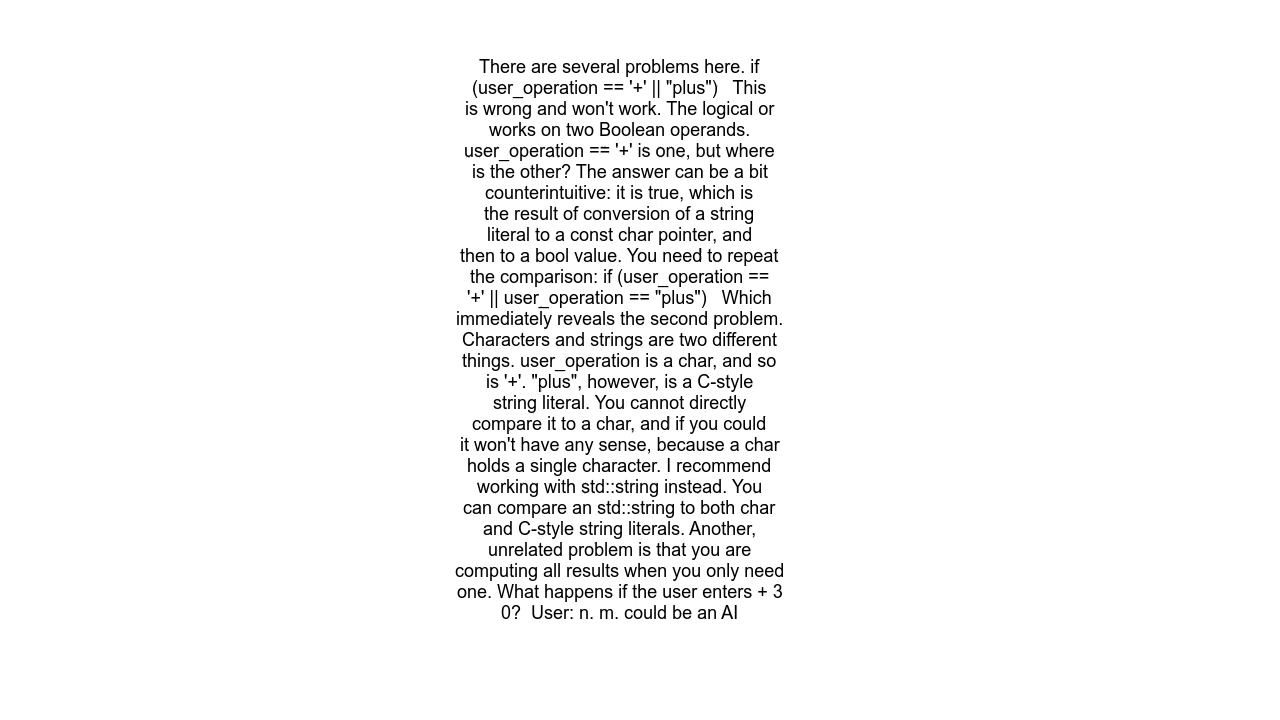 There are several problems here. if
(user_operation == '+' || "plus")   This
is wrong and won't work. The logical or
works on two Boolean operands.
user_operation == '+' is one, but where
is the other? The answer can be a bit
counterintuitive: it is true, which is
the result of conversion of a string
literal to a const char pointer, and
then to a bool value. You need to repeat
the comparison: if (user_operation ==
'+' || user_operation == "plus")   Which
immediately reveals the second problem.
Characters and strings are two different
things. user_operation is a char, and so
is '+'. "plus", however, is a C-style
string literal. You cannot directly
compare it to a char, and if you could
it won't have any sense, because a char
holds a single character. I recommend
working with std::string instead. You
can compare an std::string to both char
and C-style string literals. Another,
unrelated problem is that you are
computing all results when you only need
one. What happens if the user enters + 3
0?  User: n. m. could be an AI